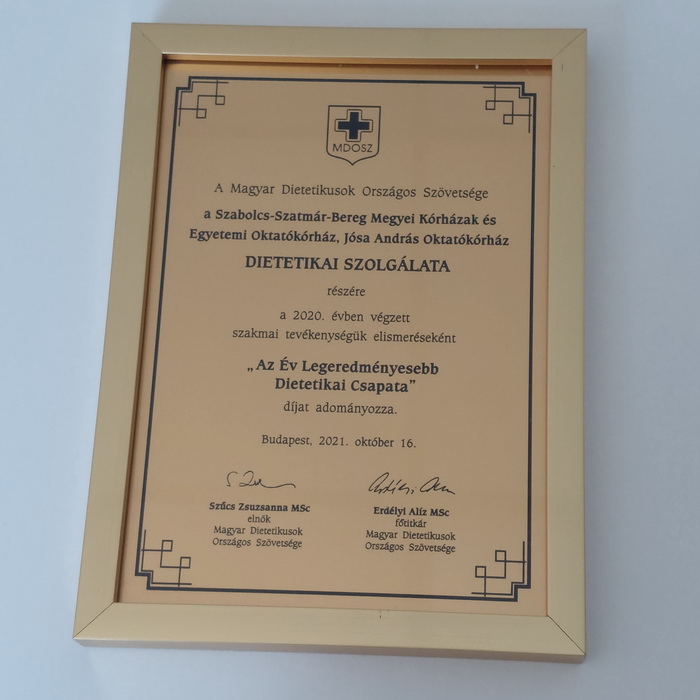 MDOSZ
A Magyar Dietetikusok Országos Szövetsége
a Szabolcs-Szatmár-Bereg Megyei Kórházak és
Egyetemi Oktatókórház, Jósa András Oktatókórház
DIETETIKAI SZOLGÁLATA
részére
a 2020. évben végzett
szakmai tevékenységük elismeréseként
„Az Év Legeredményesebb
Dietetikai Csapata”
díjat adományozza.
Budapest, 2021. október 16.
Szűcs Zsuzsanna MSc
elnök
Magyar Dietetikusok
Országos Szövetsége
Erdélyi Alíz MSc
főtitkár
Magyar Dietetikusok
Országos Szövetsége